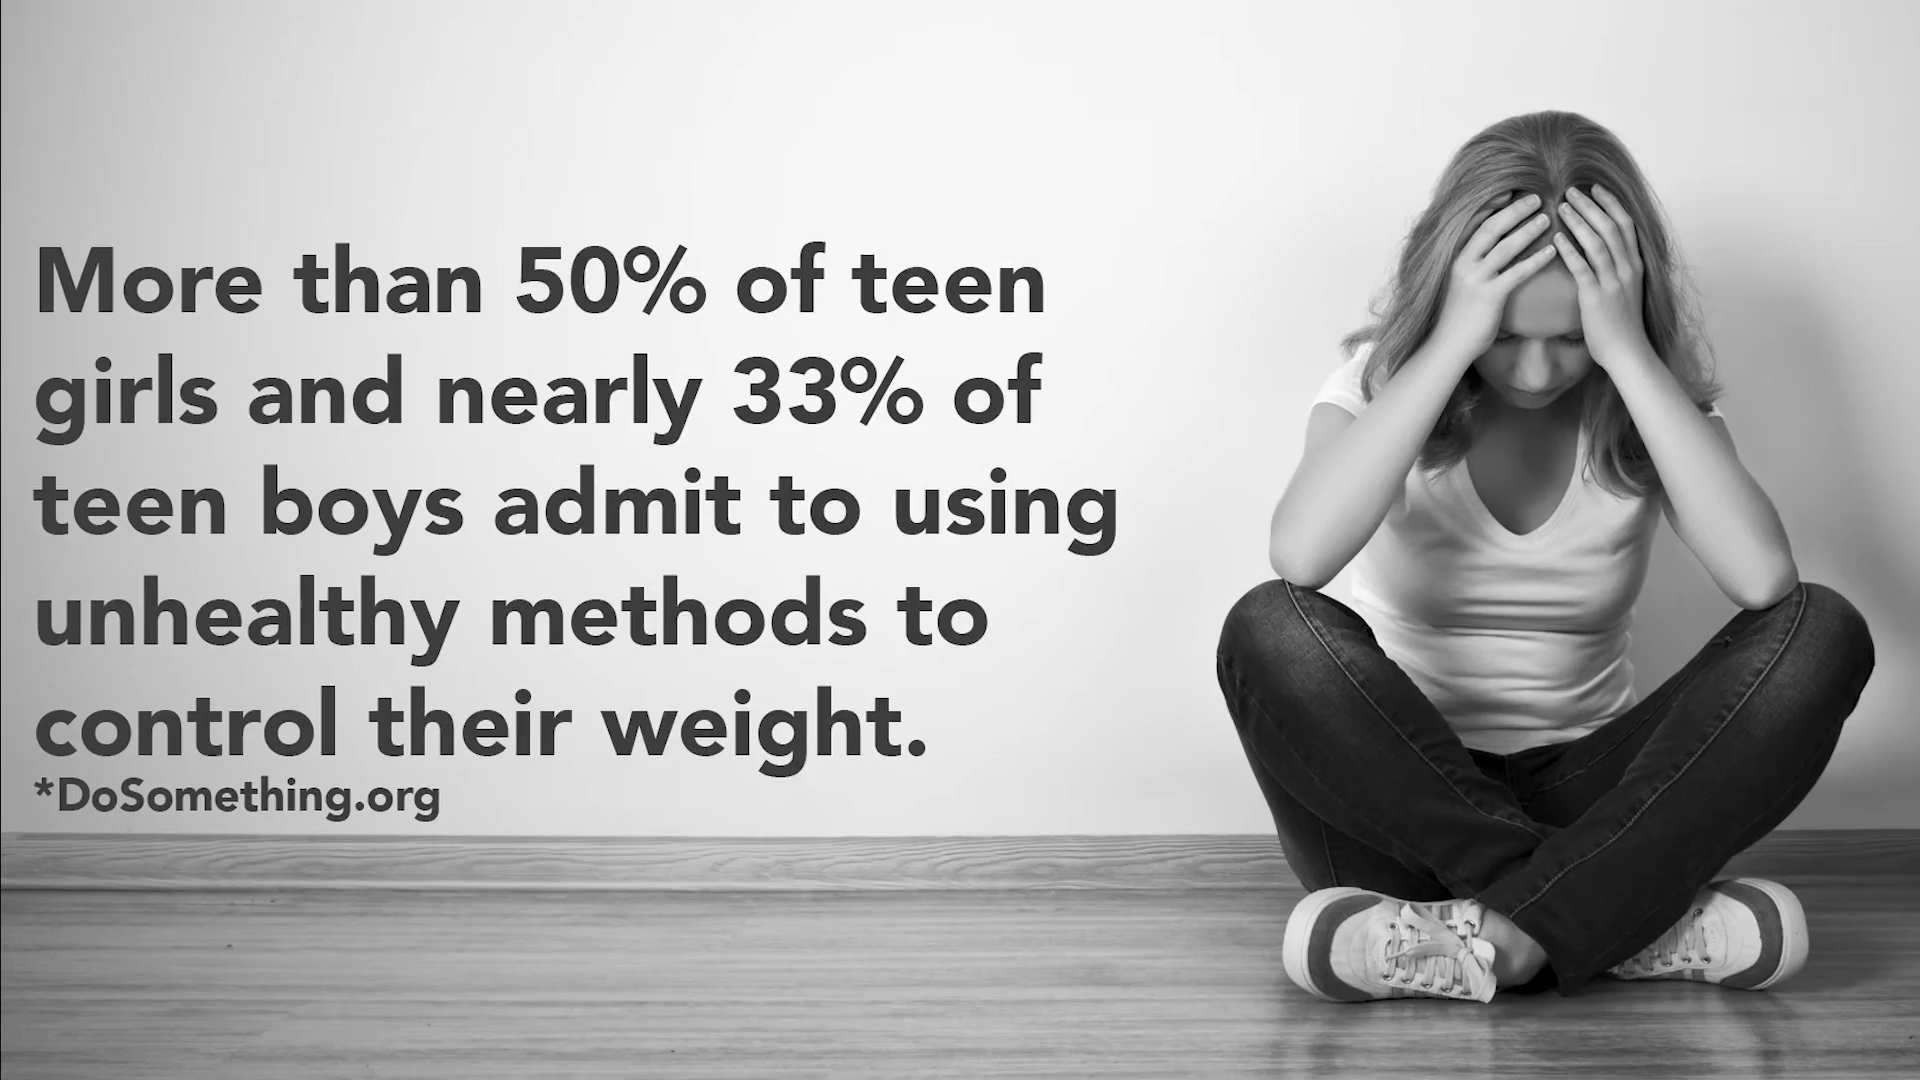 More than 50% of teen
girls and nearly 33% of
teen boys admit to using
unhealthy methods to
control their weight.
*DoSomething.org